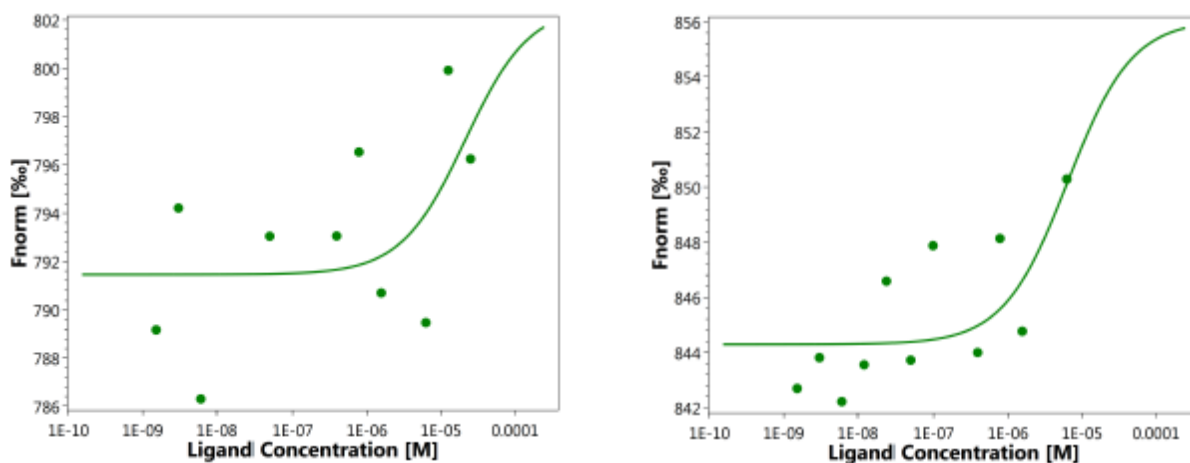 802
800
798
796
794
792
790
788
786
Fnorm [‰]
1E-10 1E-09 1E-08 1E-07 1E-06 1E-05 0.0001
Ligand Concentration [M]
856
854
852
850
848
846
844
842
Fnorm [‰]
1E-10 1E-09 1E-08 1E-07 1E-06 1E-05 0.0001
Ligand Concentration [M]